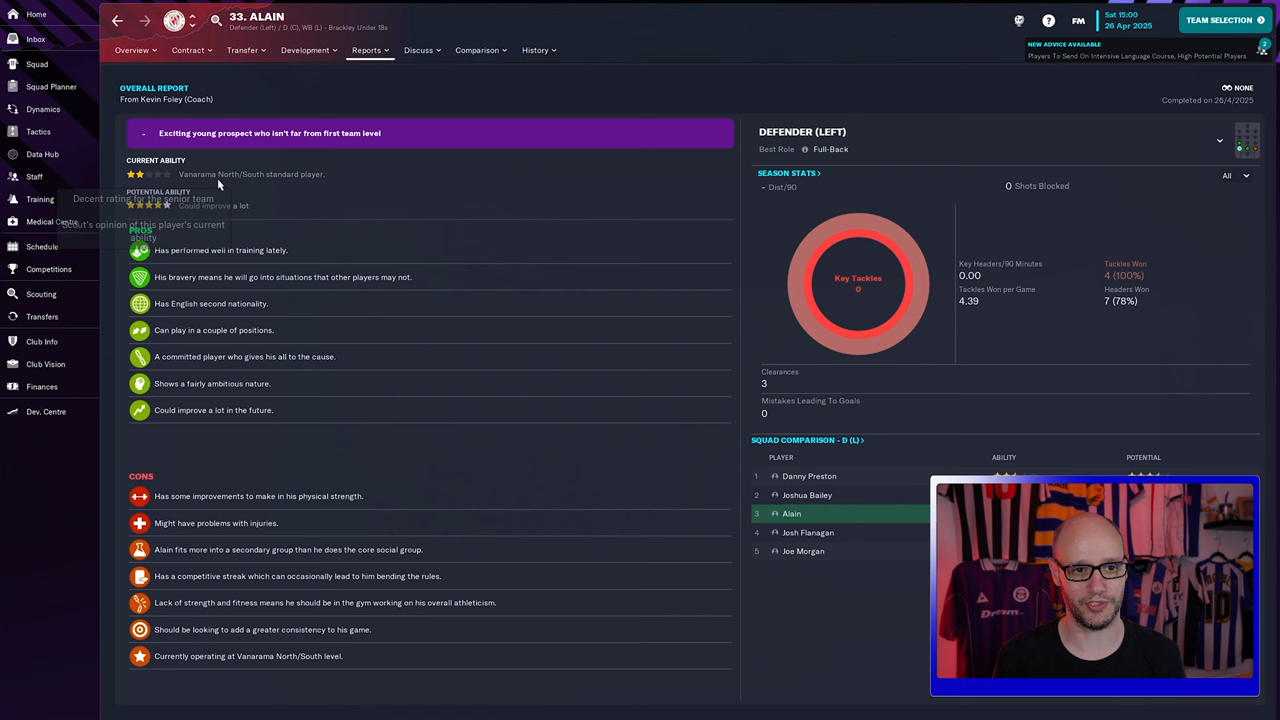 33. ALAIN
Defender (Left) / D (C), WB (L) - Brackley Under 18s
FM
Sat 15:00
26 Apr 2025
TEAM SELECTION
Home
Inbox
Squad
Squad Planner
Dynamics
Tactics
Data Hub
Staff
Training
Medical Centre
Schedule
Competitions
Scouting
Transfers
Club Info
Club Vision
Finances
Dev. Centre
Overview
Contract
Transfer
Development
Reports
Discuss
Comparison
History
NEW ADVICE AVAILABLE
Players To Send On Intensive Language Course, High Potential Players
2
OVERALL REPORT
From Kevin Foley (Coach)
NONE
Completed on 26/4/2025
- Exciting young prospect who isn't far from first team level
CURRENT ABILITY
Vanarama North/South standard player.
POTENTIAL ABILITY
Could improve a lot
Decent rating for the senior team
Scout's opinion of this player's current
ability
PROS
Has performed well in training lately.
His bravery means he will go into situations that other players may not.
Has English second nationality.
Can play in a couple of positions.
A committed player who gives his all to the cause.
Shows a fairly ambitious nature.
Could improve a lot in the future.
CONS
Has some improvements to make in his physical strength.
Might have problems with injuries.
Alain fits more into a secondary group than he does the core social group.
Has a competitive streak which can occasionally lead to him bending the rules.
Lack of strength and fitness means he should be in the gym working on his overall athleticism.
Should be looking to add a greater consistency to his game.
Currently operating at Vanarama North/South level.
DEFENDER (LEFT)
Best Role Full-Back
SEASON STATS
All
- Dist/90
0 Shots Blocked
Key Tackles
0
Key Headers/90 Minutes
0.00
Tackles Won
4 (100%)
Tackles Won per Game
4.39
Headers Won
7 (78%)
Clearances
3
Mistakes Leading To Goals
0
SQUAD COMPARISON - D (L)
PLAYER ABILITY POTENTIAL
1 Danny Preston
2 Joshua Bailey
3 Alain
4 Josh Flanagan
5 Joe Morgan